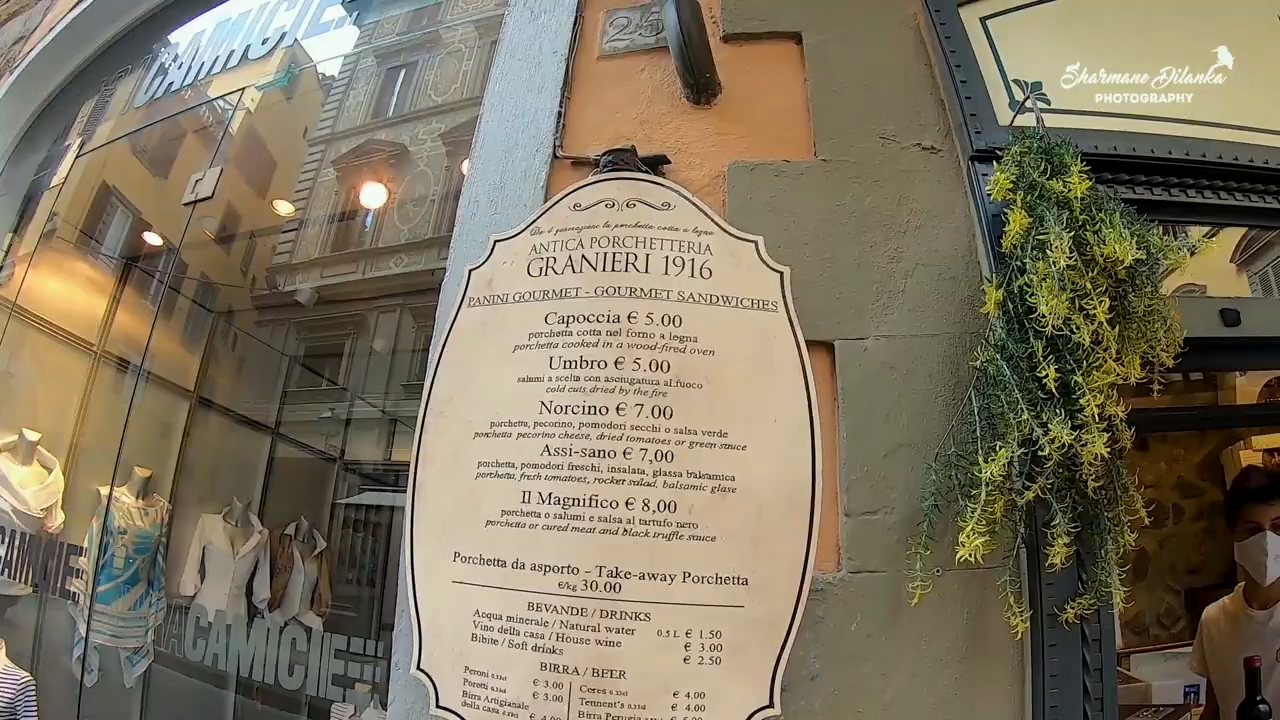 CAMICIE
25
Sharmane Dilanka
PHOTOGRAPHY
Da 4 generazioni la porchetta cotta a legna
ANTICA PORCHETTERIA
GRANIERI 1916
PANINI GOURMET - GOURMET SANDWICHES
Capoccia € 5.00
porchetta cotta nel forno a legna
porchetta cooked in a wood-fired oven
Umbro € 5.00
salumi a scelta con asciugatura al fuoco
cold cuts dried by the fire
Norcino € 7.00
porchetta, pecorino, pomodori secchi o salsa verde
porchetta pecorino cheese, dried tomatoes or green sauce
Assi-sano € 7,00
porchetta, pomodori freschi, insalata, glassa balsamica
porchetta, fresh tomatoes, rocket salad, balsamic glase
Il Magnifico € 8,00
porchetta o salumi e salsa al tartufo nero
porchetta or cured meat and black truffle sauce
Porchetta da asporto - Take-away Porchetta
€/kg 30.00
BEVANDE / DRINKS
Acqua minerale / Natural water 0,5 L € 1.50
Vino della casa / House wine € 3.00
Bibite / Soft drinks € 2.50
BIRRA / BEER
Peroni 0,33cl € 3.00
Poretti 0,33cl € 3.00
Birra Artigianale
della casa € 4.00
Ceres 0,33cl € 4.00
Tennent's 0,33cl € 4.00
Birra Perugia
CAMICIE
CAMICIE